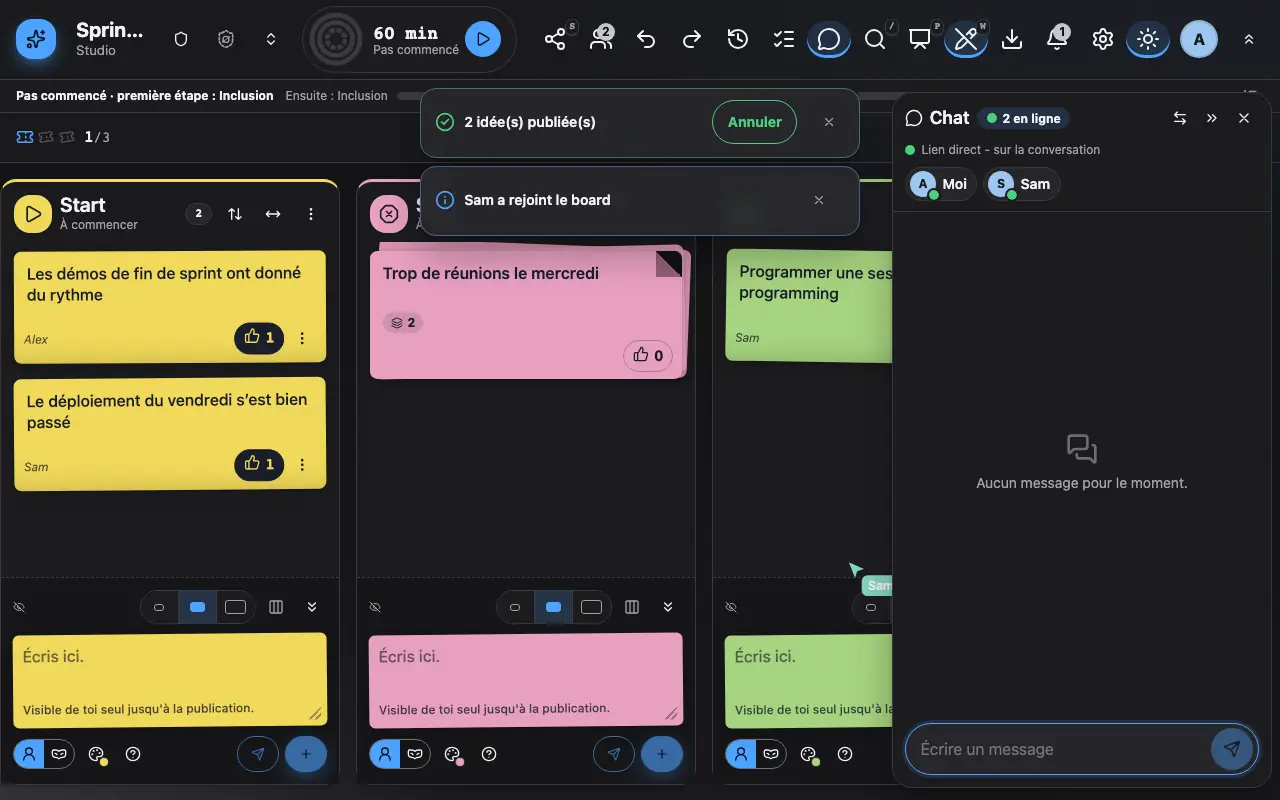 Sprin...
Studio
60 min
Pas commencé
S
2
/
P
W
1
A
Pas commencé · première étape : Inclusion
Ensuite : Inclusion
1/3
2 idée(s) publiée(s)
Annuler
Sam a rejoint le board
Chat
2 en ligne
Lien direct - sur la conversation
A Moi
S Sam
Start
À commencer
2
Les démos de fin de sprint ont donné
du rythme
Alex
1
Le déploiement du vendredi s’est bien
passé
Sam
1
Trop de réunions le mercredi
2
0
Programmer une ses
programming
Sam
Sam
Aucun message pour le moment.
Écris ici.
Visible de toi seul jusqu'à la publication.
Écris ici.
Visible de toi seul jusqu'à la publication.
Écris ici.
Visible de toi seul jusqu'à la
Écrire un message